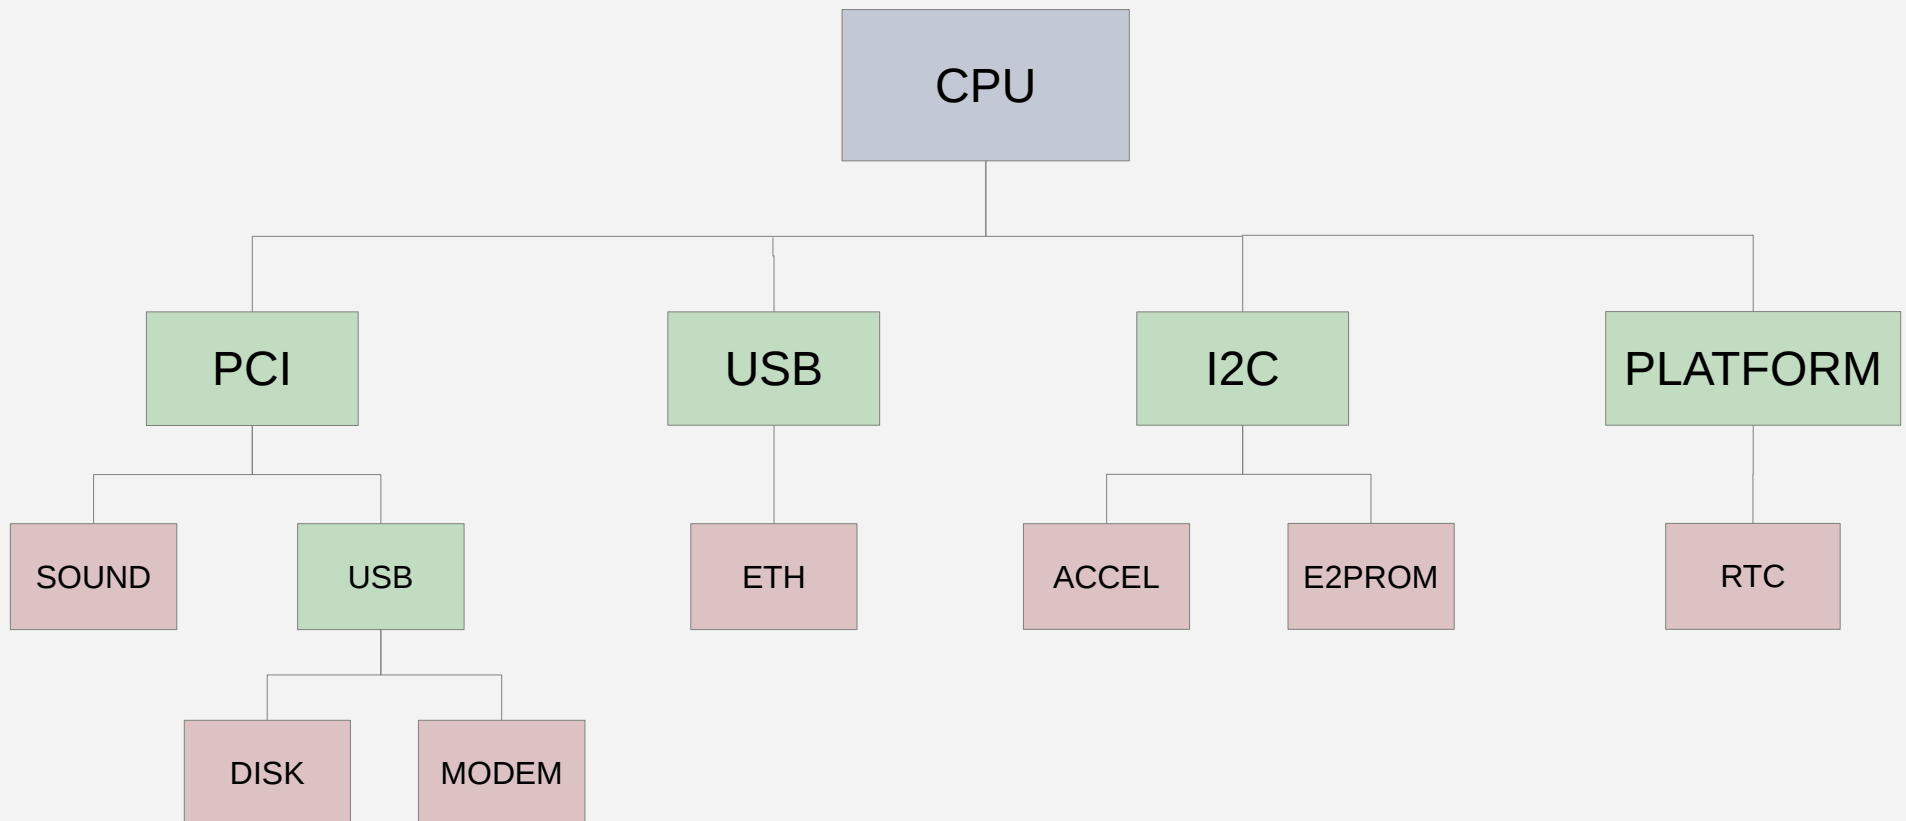 CPU
PCI
USB
I2C
PLATFORM
SOUND
USB
ETH
ACCEL
E2PROM
RTC
DISK
MODEM